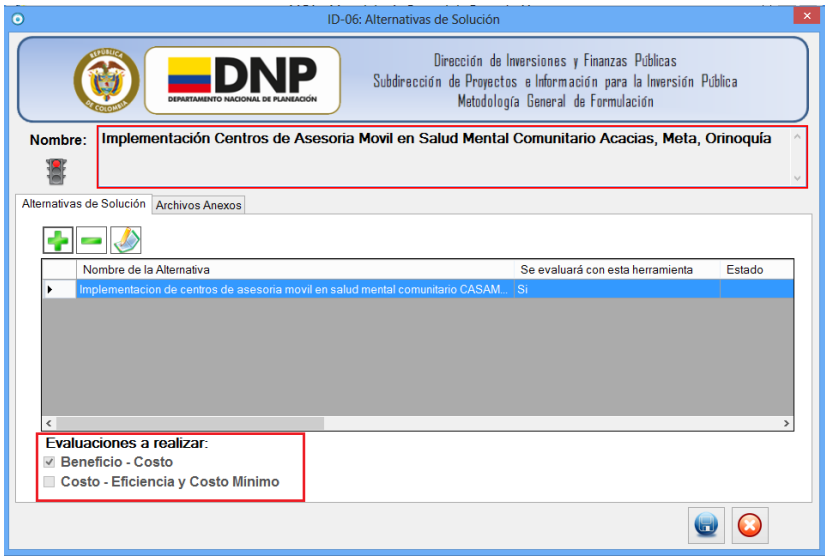 ID-06: Alternativas de Solución
REPÚBLICA
DE COLOMBIA
DNP
DEPARTAMENTO NACIONAL DE PLANEACIÓN
Dirección de Inversiones y Finanzas Públicas
Subdirección de Proyectos e Información para la Inversión Pública
Metodología General de Formulación
Nombre: Implementación Centros de Asesoria Movil en Salud Mental Comunitario Acacias, Meta, Orinoquía
Alternativas de Solución Archivos Anexos
Nombre de la Alternativa Se evaluará con esta herramienta Estado
Implementacion de centros de asesoria movil en salud mental comunitario CASAM... Si
Evaluaciones a realizar:
Beneficio - Costo
Costo - Eficiencia y Costo Mínimo